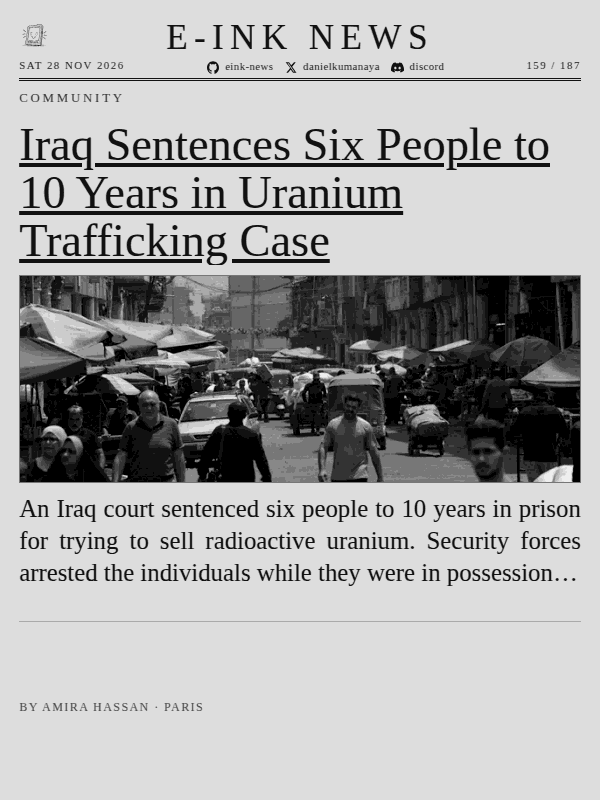 E-INK NEWS
SAT 28 NOV 2026
eink-news danielkumanaya discord
159 / 187
COMMUNITY
Iraq Sentences Six People to
10 Years in Uranium
Trafficking Case
An Iraq court sentenced six people to 10 years in prison
for trying to sell radioactive uranium. Security forces
arrested the individuals while they were in possession…
BY AMIRA HASSAN · PARIS